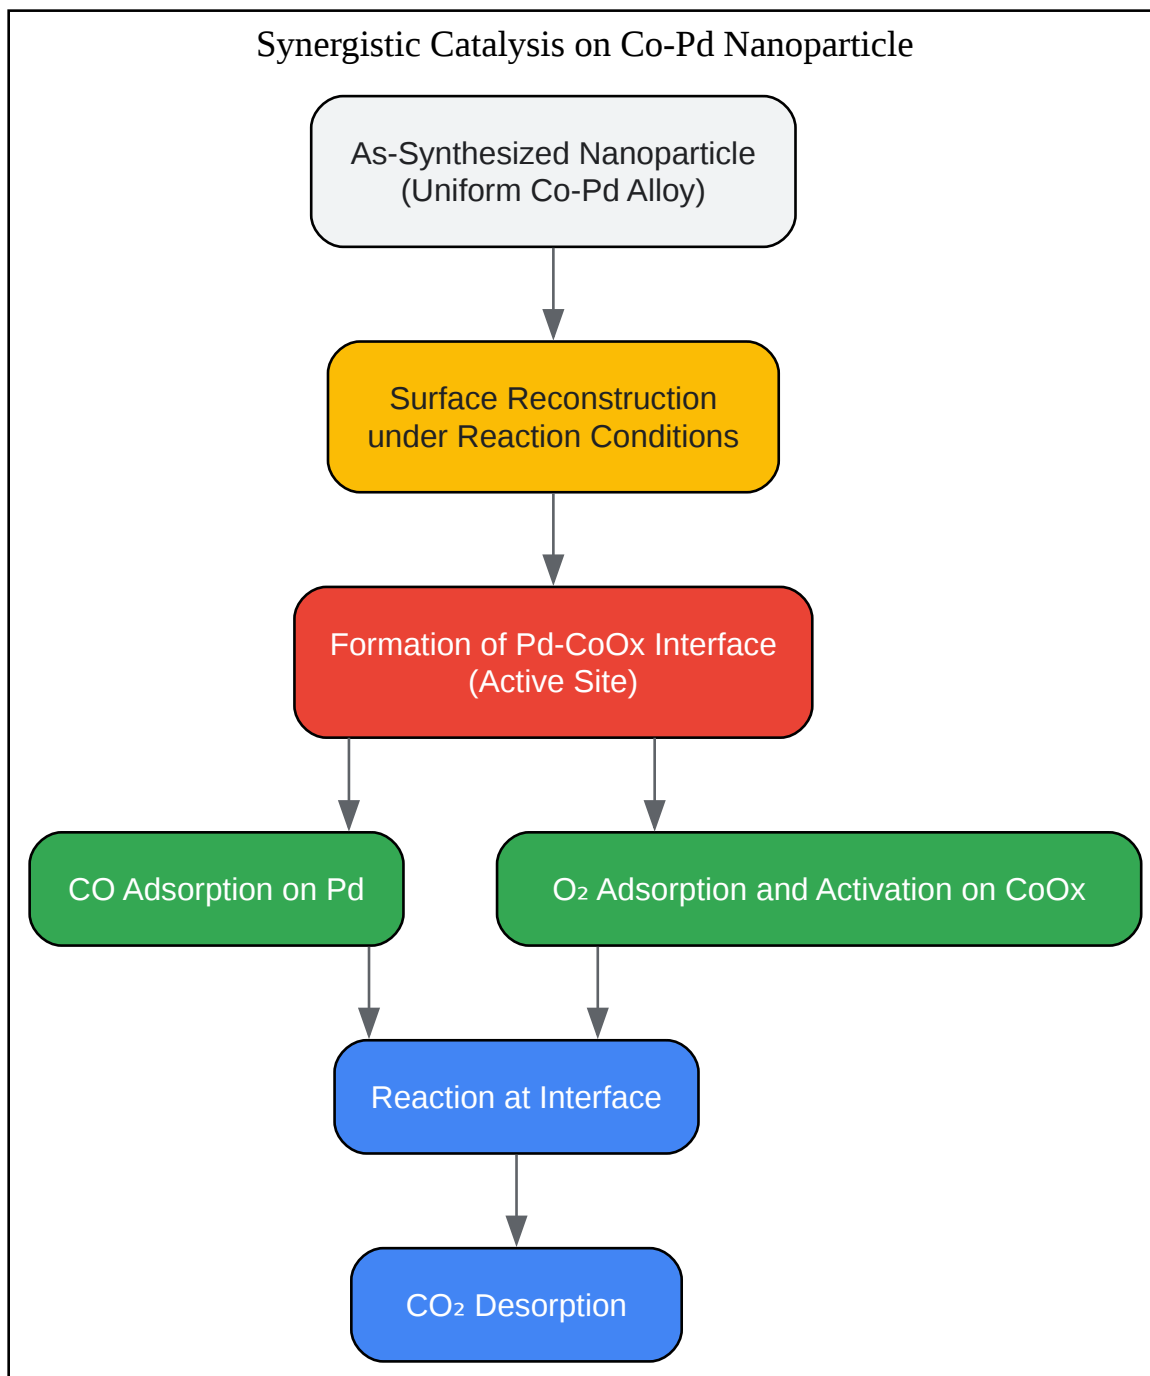 Synergistic Catalysis on Co-Pd Nanoparticle
As-Synthesized Nanoparticle
(Uniform Co-Pd Alloy)
Surface Reconstruction
under Reaction Conditions
Formation of Pd-CoOx Interface
(Active Site)
CO Adsorption on Pd
O₂ Adsorption and Activation on CoOx
Reaction at Interface
CO₂ Desorption